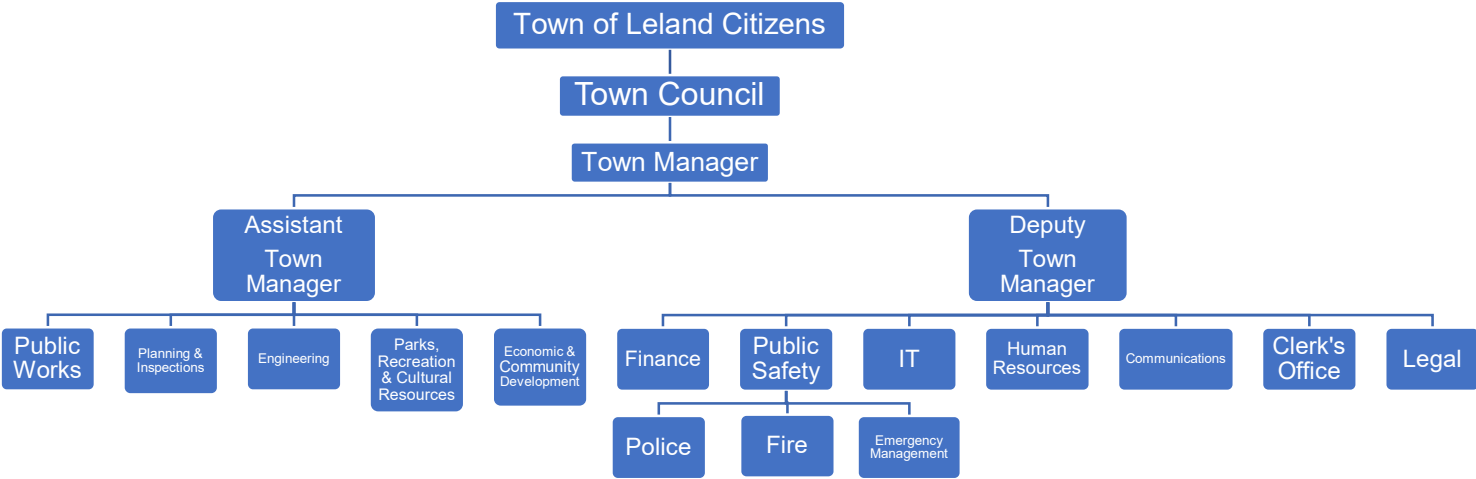 Town of Leland Citizens
Town Council
Town Manager
Assistant
Town
Manager
Deputy
Town
Manager
Public
Works
Planning &
Inspections
Engineering
Parks,
Recreation
& Cultural
Resources
Economic &
Community
Development
Finance
Public
Safety
IT
Human
Resources
Communications
Clerk's
Office
Legal
Police
Fire
Emergency
Management